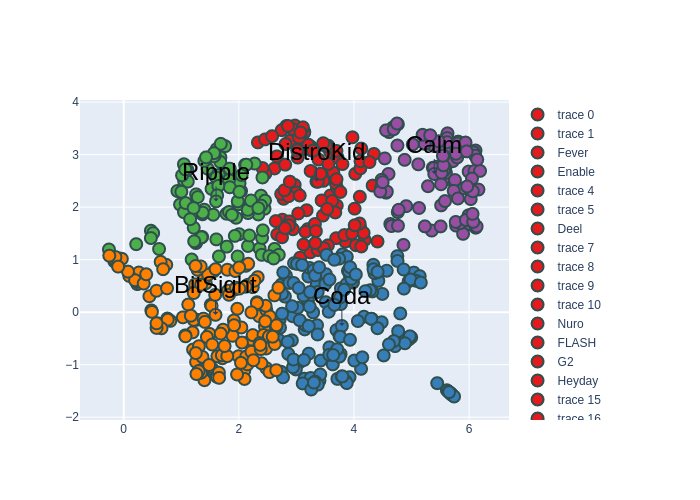 4
3
2
1
0
−1
−2
0
2
4
6
DistroKid
Calm
Ripple
BitSight
Coda
trace 0
trace 1
Fever
Enable
trace 4
trace 5
Deel
trace 7
trace 8
trace 9
trace 10
Nuro
FLASH
G2
Heyday
trace 15
trace 16